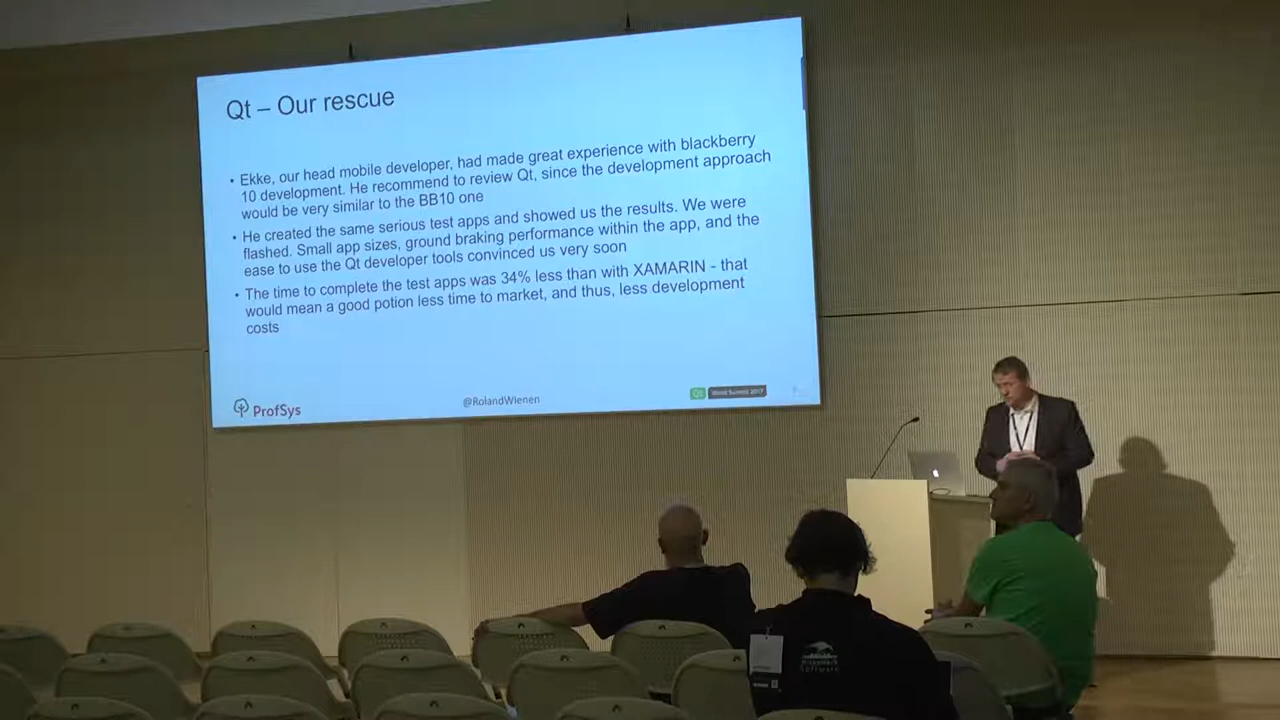 Qt – Our rescue
• Ekke, our head mobile developer, had made great experience with blackberry
10 development. He recommend to review Qt, since the development approach
would be very similar to the BB10 one
• He created the same serious test apps and showed us the results. We were
flashed. Small app sizes, ground braking performance within the app, and the
ease to use the Qt developer tools convinced us very soon
• The time to complete the test apps was 34% less than with XAMARIN - that
would mean a good potion less time to market, and thus, less development
costs
ProfSys
@RolandWienen
Qt World Summit 2017
Software